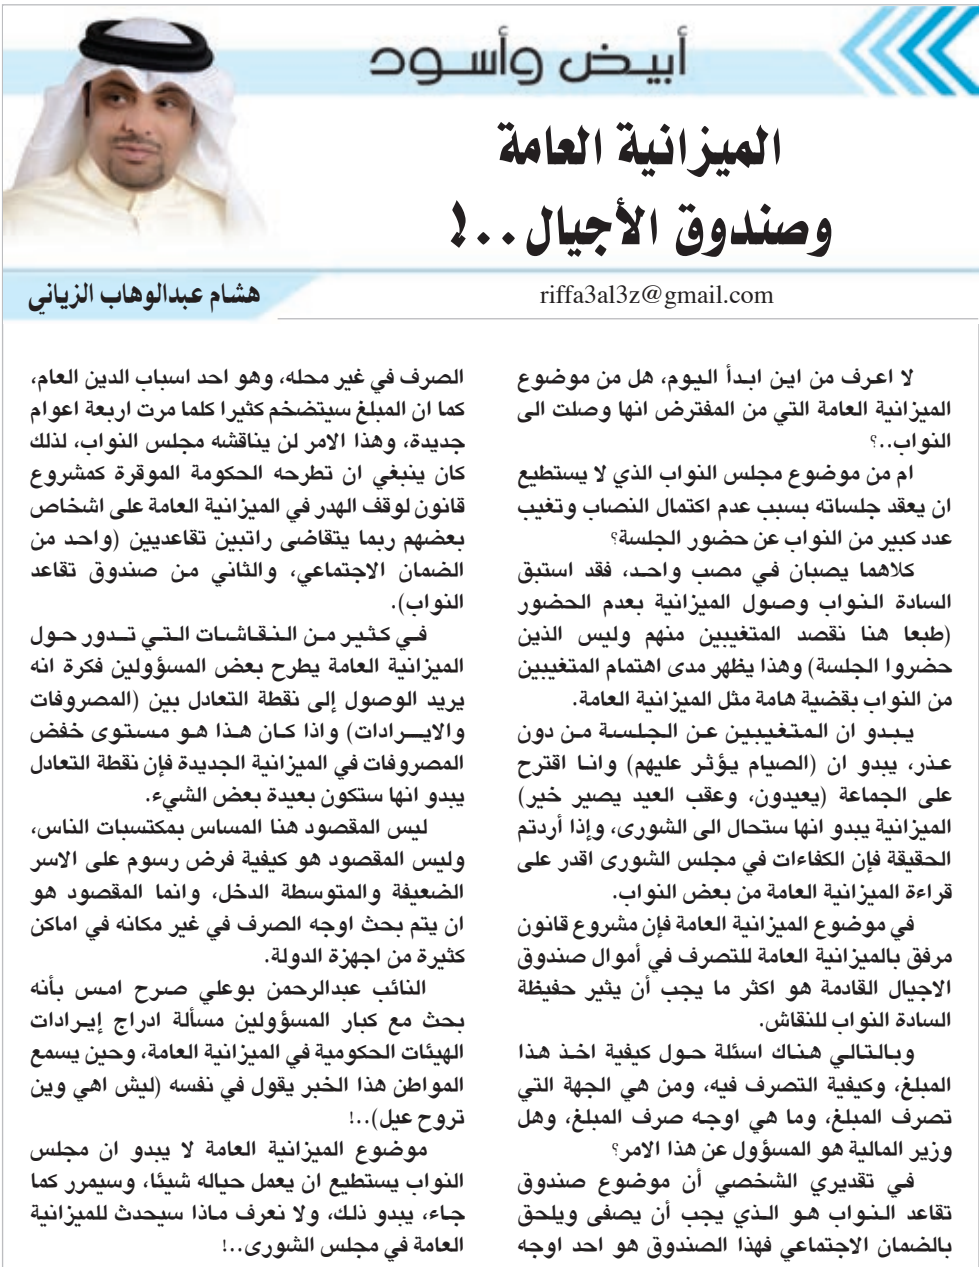 أبيض وأسود
الميزانية العامة
وصندوق الأجيال..!
riffa3al3z@gmail.com
هشام عبدالوهاب الزياني
لا اعرف من اين ابدأ اليوم، هل من موضوع
الميزانية العامة التي من المفترض انها وصلت الى
النواب..؟
ام من موضوع مجلس النواب الذي لا يستطيع
ان يعقد جلساته بسبب عدم اكتمال النصاب وتغيب
عدد كبير من النواب عن حضور الجلسة؟
كلاهما يصبان في مصب واحد، فقد استبق
السادة النواب وصول الميزانية بعدم الحضور
(طبعا هنا نقصد المتغيبين منهم وليس الذين
حضروا الجلسة) وهذا يظهر مدى اهتمام المتغيبين
من النواب بقضية هامة مثل الميزانية العامة.
يبدو ان المتغيبين عن الجلسة من دون
عذر، يبدو ان (الصيام يؤثر عليهم) وانا اقترح
على الجماعة (يعيدون، وعقب العيد يصير خير)
الميزانية يبدو انها ستحال الى الشورى، وإذا أردتم
الحقيقة فإن الكفاءات في مجلس الشورى اقدر على
قراءة الميزانية العامة من بعض النواب.
في موضوع الميزانية العامة فإن مشروع قانون
مرفق بالميزانية العامة للتصرف في أموال صندوق
الاجيال القادمة هو اكثر ما يجب أن يثير حفيظة
السادة النواب للنقاش.
وبالتالي هناك اسئلة حول كيفية اخذ هذا
المبلغ، وكيفية التصرف فيه، ومن هي الجهة التي
تصرف المبلغ، وما هي اوجه صرف المبلغ، وهل
وزير المالية هو المسؤول عن هذا الامر؟
في تقديري الشخصي أن موضوع صندوق
تقاعد النواب هو الذي يجب أن يصفى ويلحق
بالضمان الاجتماعي فهذا الصندوق هو احد اوجه
الصرف في غير محله، وهو احد اسباب الدين العام،
كما ان المبلغ سيتضخم كثيرا كلما مرت اربعة اعوام
جديدة، وهذا الامر لن يناقشه مجلس النواب، لذلك
كان ينبغي ان تطرحه الحكومة الموقرة كمشروع
قانون لوقف الهدر في الميزانية العامة على اشخاص
بعضهم ربما يتقاضى راتبين تقاعديين (واحد من
الضمان الاجتماعي، والثاني من صندوق تقاعد
النواب).
في كثير من النقاشات التي تدور حول
الميزانية العامة يطرح بعض المسؤولين فكرة انه
يريد الوصول إلى نقطة التعادل بين (المصروفات
والايرادات) واذا كان هذا هو مستوى خفض
المصروفات في الميزانية الجديدة فإن نقطة التعادل
يبدو انها ستكون بعيدة بعض الشيء.
ليس المقصود هنا المساس بمكتسبات الناس،
وليس المقصود هو كيفية فرض رسوم على الاسر
الضعيفة والمتوسطة الدخل، وانما المقصود هو
ان يتم بحث اوجه الصرف في غير مكانه في اماكن
كثيرة من اجهزة الدولة.
النائب عبدالرحمن بوعلي صرح امس بأنه
بحث مع كبار المسؤولين مسألة ادراج إيرادات
الهيئات الحكومية في الميزانية العامة، وحين يسمع
المواطن هذا الخبر يقول في نفسه (ليش اهي وين
تروح عيل)..!
موضوع الميزانية العامة لا يبدو ان مجلس
النواب يستطيع ان يعمل حياله شيئا، وسيمرر كما
جاء، يبدو ذلك، ولا نعرف ماذا سيحدث للميزانية
العامة في مجلس الشورى..!